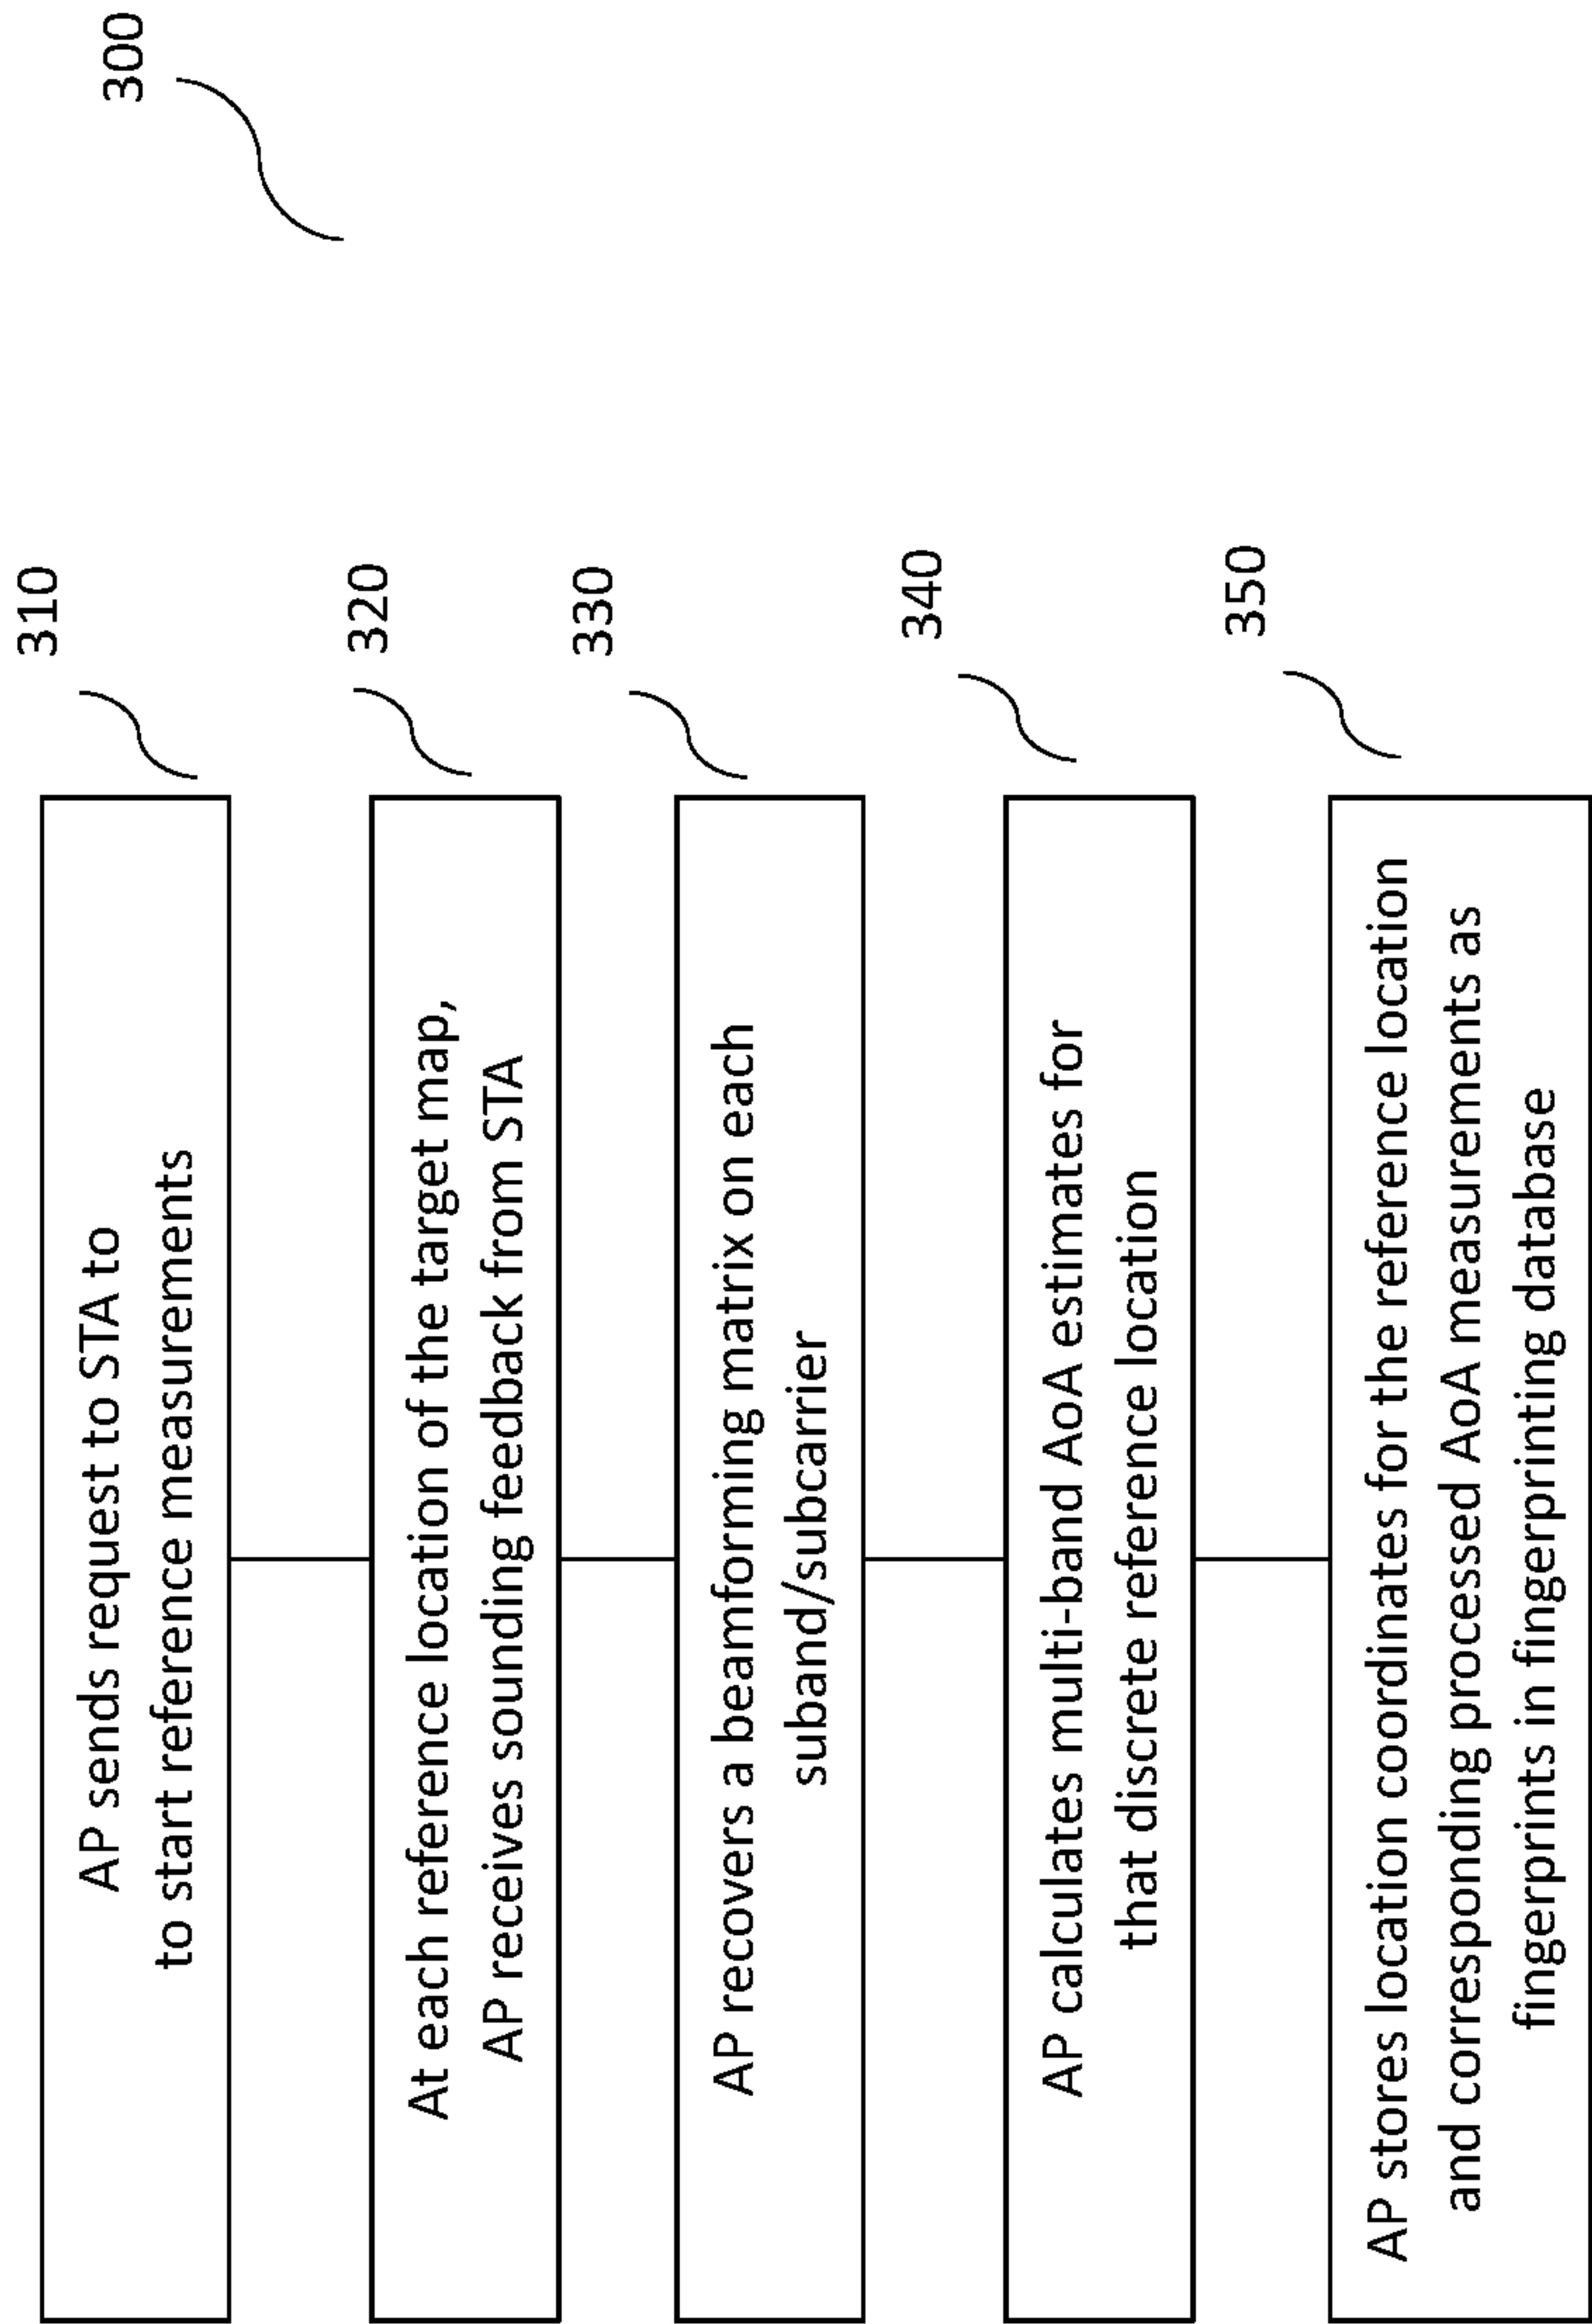 300
310
AP sends request to STA to
to start reference measurements
320
At each reference location of the target map,
AP receives sounding feedback from STA
330
AP recovers a beamforming matrix on each
suband/subcarrier
340
AP calculates multi-band AoA estimates for
that discrete reference location
350
AP stores location coordinates for the reference location
and corresponding processed AoA measurements as
fingerprints in fingerprinting database